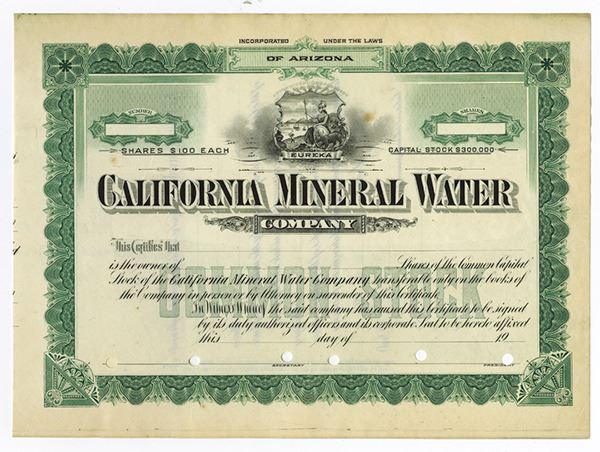 INCORPORATED UNDER THE LAWS
OF ARIZONA
NUMBER
SHARES
SHARES $100 EACH
EUREKA
CAPITAL STOCK $300,000
CALIFORNIA MINERAL WATER
COMPANY
This Certifies that
is the owner of Shares of the Common Capital
Stock of the California Mineral Water Company transferable only on the books of
the Company in person or by Attorney on surrender of this Certificate
COMMON STOCK
In Witness Whereof the said company has caused this Certificate to be signed
by its duly authorized officers and its corporate Seal to be hereto affixed
this day of 19
SECRETARY
PRESIDENT